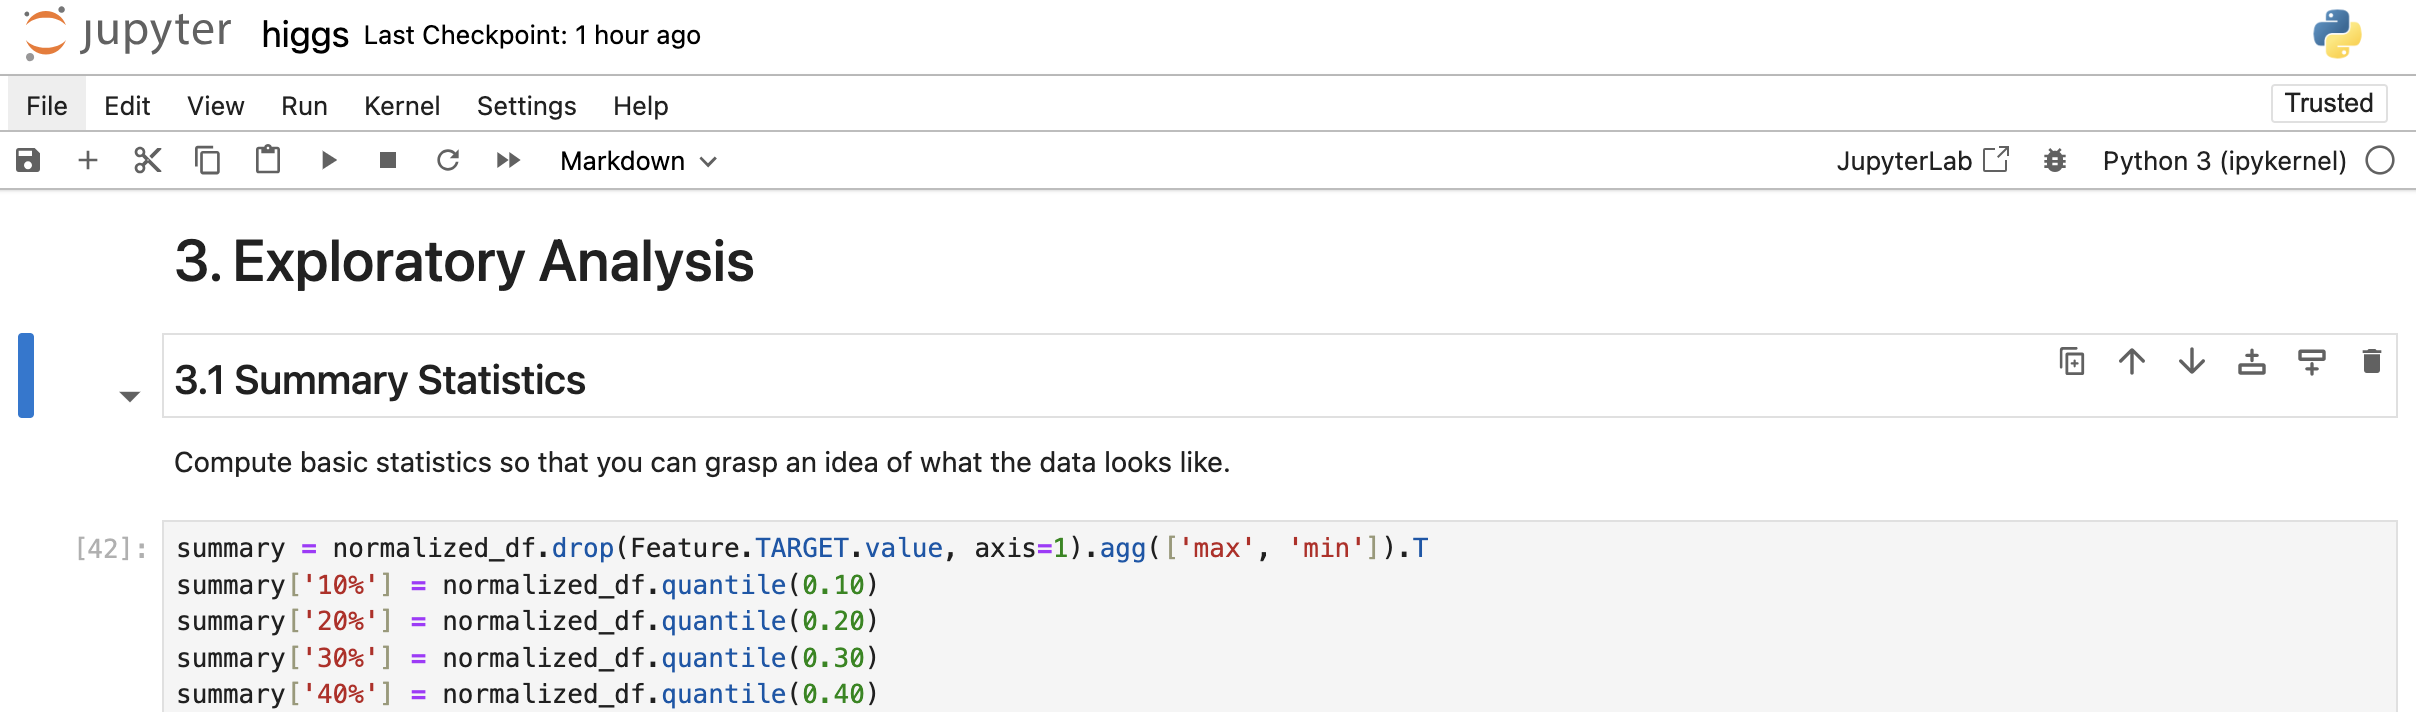 jupyter higgs Last Checkpoint: 1 hour ago
File Edit View Run Kernel Settings Help Trusted
Markdown JupyterLab Python 3 (ipykernel)
3. Exploratory Analysis
3.1 Summary Statistics
Compute basic statistics so that you can grasp an idea of what the data looks like.
[42]: summary = normalized_df.drop(Feature.TARGET.value, axis=1).agg(['max', 'min']).T
summary['10%'] = normalized_df.quantile(0.10)
summary['20%'] = normalized_df.quantile(0.20)
summary['30%'] = normalized_df.quantile(0.30)
summary['40%'] = normalized_df.quantile(0.40)